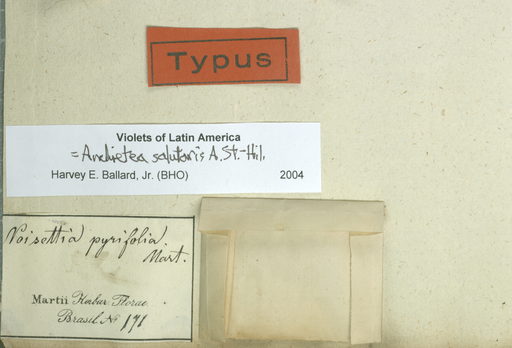 Typus
Violets of Latin America
= Anchietea salutaris A. St.-Hil.
Harvey E. Ballard, Jr. (BHO) 2004
Noisettia pyrifolia.
Mart.
Martii Herbar. Florae
Brasil No 171